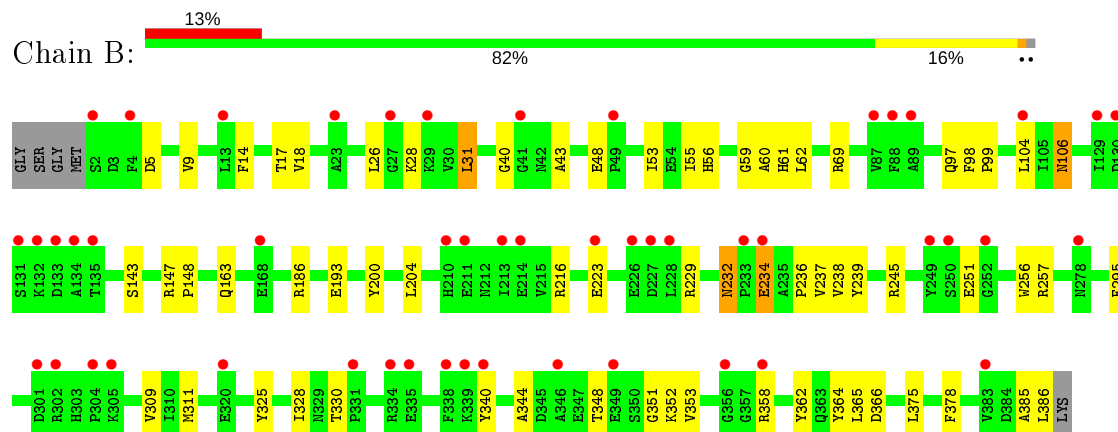 13%
Chain B:
82% 16% ••
GLY SER GLY MET S2 D3 F4 D5 V9 L13 F14 T17 V18 A23 L26 G27 K28 K29 V30 L31 G40 G41 N42 A43 E48 P49 I53 E54 I55 H56 G59 A60 H61 L62 R69 V87 F88 A89 Q97 F98 P99 L104 I105 N106 I129 D130
S131 K132 D133 A134 T135 S143 R147 P148 Q163 E168 R186 E193 Y200 L204 H210 E211 N212 I213 E214 V215 R216 E223 E226 D227 L228 R229 N232 P233 E234 A235 P236 V237 V238 Y239 R245 Y249 S250 E251 G252 W256 R257 N278
D301 R302 H303 P304 K305 V309 I310 M311 E320 Y325 I328 N329 T330 P331 R334 E335 F338 K339 Y340 A344 D345 A346 E347 T348 E349 S350 G351 K352 V353 G356 G357 R358 Y362 Q363 Y364 L365 D366 L375 F378 V383 D384 A385 L386 LYS